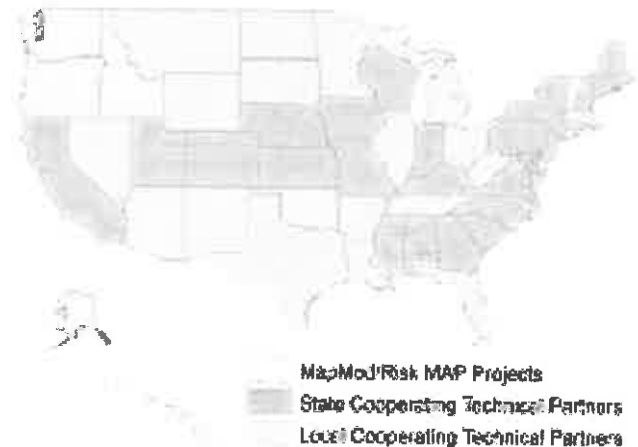 MapMod/Risk MAP Projects
State Cooperating Technical Partners
Local Cooperating Technical Partners